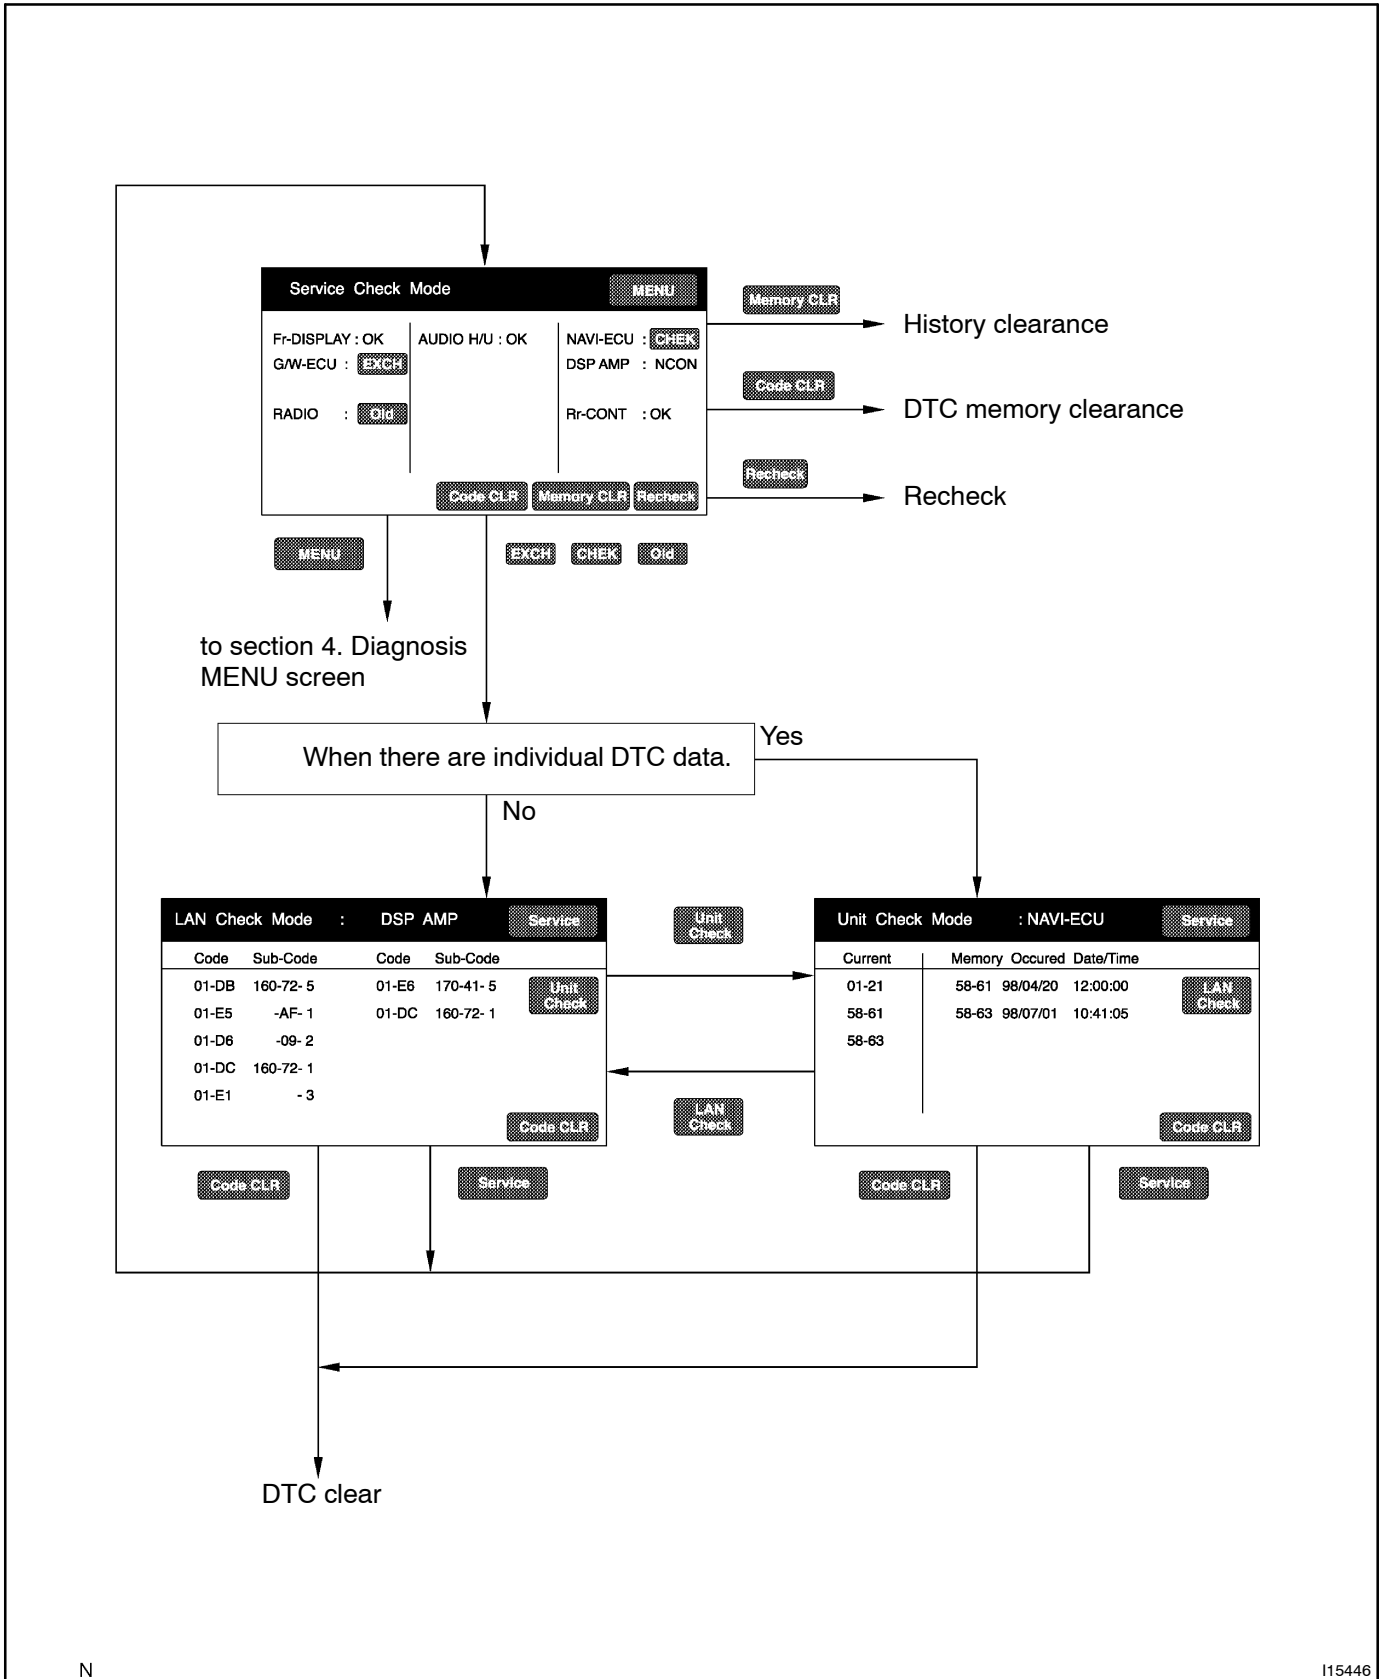 Service Check Mode MENU
Memory CLR
History clearance
Fr-DISPLAY : OK AUDIO H/U : OK NAVI-ECU : CHEK
G/W-ECU : EXCH DSP AMP : NCON
Code CLR
DTC memory clearance
RADIO : Old Rr-CONT : OK
Recheck
Recheck
Code CLR Memory CLR Recheck
MENU EXCH CHEK Old
to section 4. Diagnosis
MENU screen
When there are individual DTC data.
Yes
No
LAN Check Mode : DSP AMP Service
Code Sub-Code Code Sub-Code
01-DB 160-72- 5 01-E6 170-41- 5
01-E5 -AF- 1 01-DC 160-72- 1
01-D6 -09- 2
01-DC 160-72- 1
01-E1 - 3
Unit
Check
Code CLR
Unit
Check
LAN
Check
Unit Check Mode : NAVI-ECU Service
Current Memory Occured Date/Time
01-21 58-61 98/04/20 12:00:00
58-61 58-63 98/07/01 10:41:05
58-63
LAN
Check
Code CLR
Code CLR Service Code CLR Service
DTC clear
N I15446